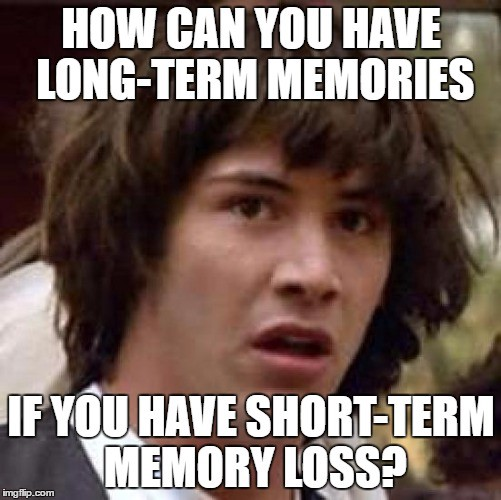 HOW CAN YOU HAVE
LONG-TERM MEMORIES
IF YOU HAVE SHORT-TERM
MEMORY LOSS?
imgflip.com